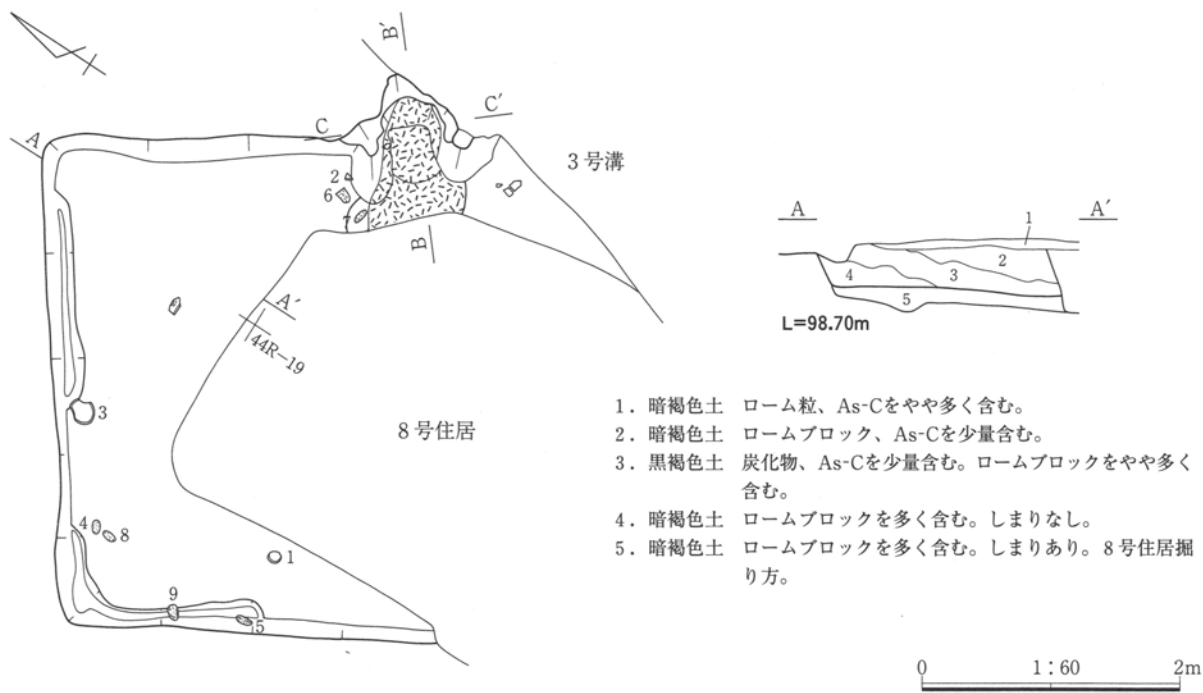 B′
C′
C
A
3号溝
2
6
7
B
A′
44R-19
3
8号住居
4
8
1
9
5
A
A′
1
2
3
4
5
L=98.70m
1．暗褐色土　ローム粒、As-Cをやや多く含む。
2．暗褐色土　ロームブロック、As-Cを少量含む。
3．黒褐色土　炭化物、As-Cを少量含む。ロームブロックをやや多く
含む。
4．暗褐色土　ロームブロックを多く含む。しまりなし。
5．暗褐色土　ロームブロックを多く含む。しまりあり。8号住居掘
り方。
0　1：60　2m